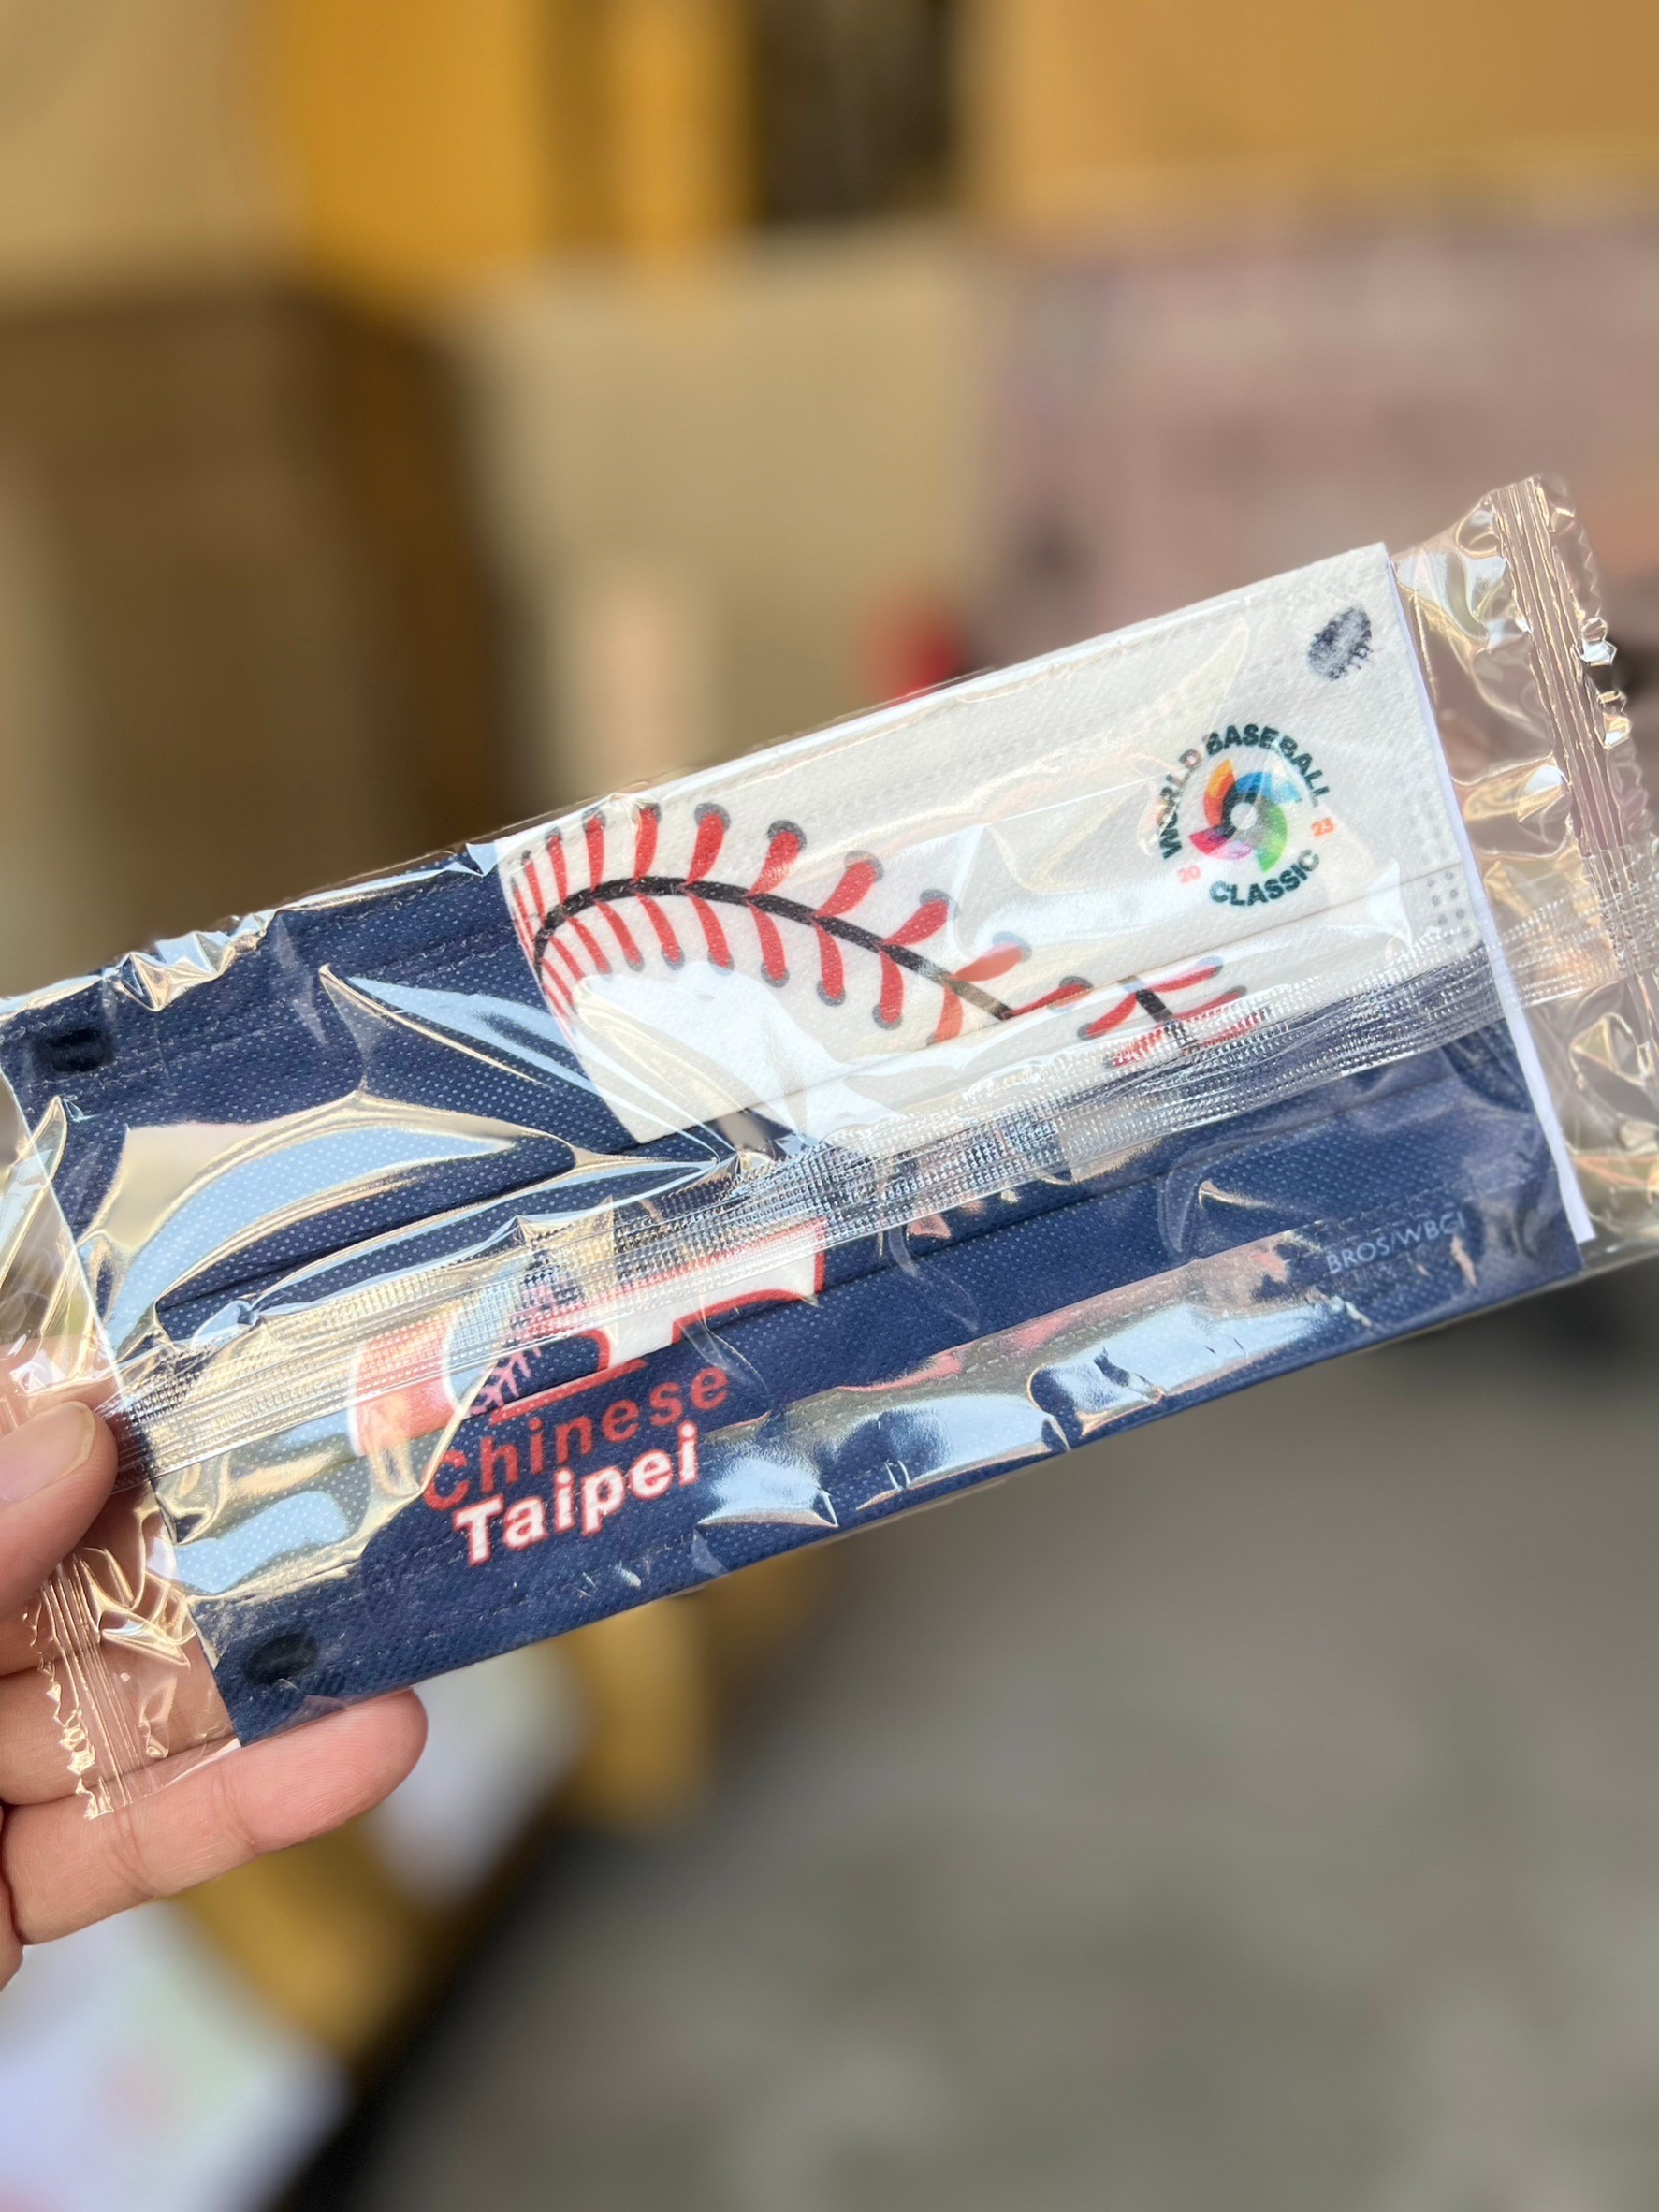 WORLD BASEBALL
20 23
CLASSIC
BROS/WBCI
Chinese
Taipei